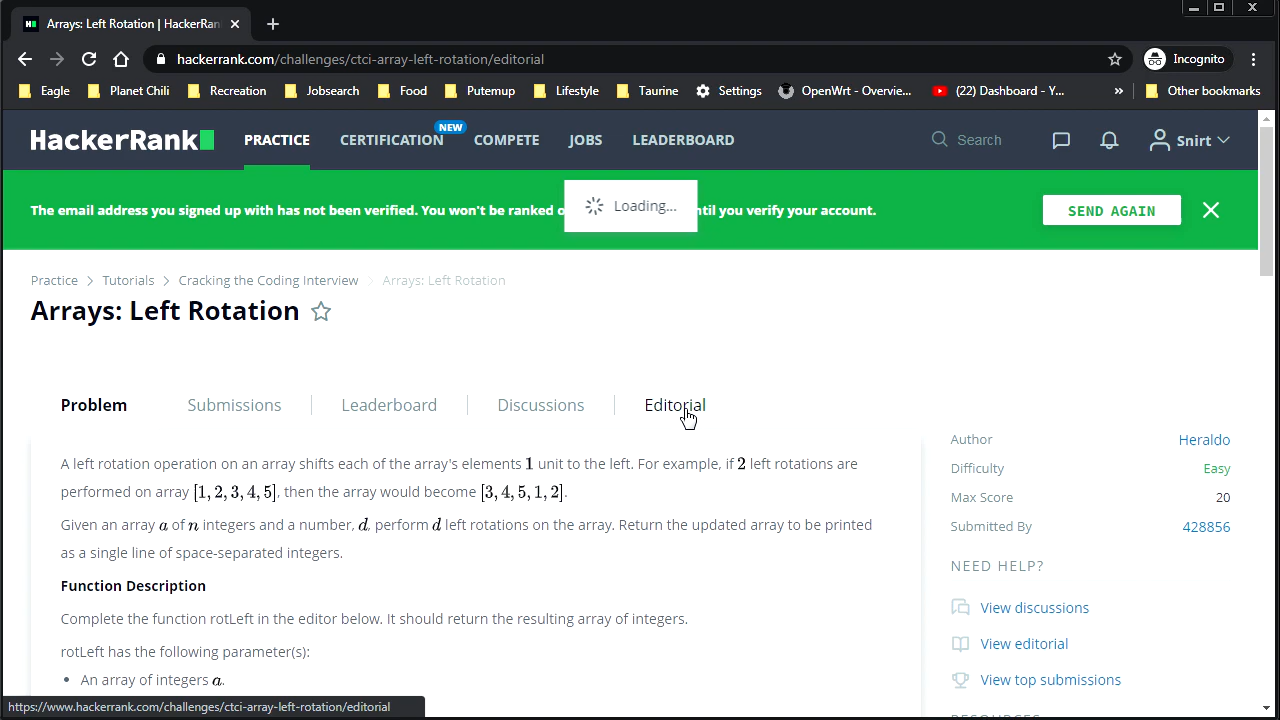 Arrays: Left Rotation | HackerRan
hackerrank.com/challenges/ctci-array-left-rotation/editorial
Incognito
Eagle Planet Chili Recreation Jobsearch Food Putemup Lifestyle Taurine Settings OpenWrt - Overvie... (22) Dashboard - Y... » Other bookmarks
HackerRank PRACTICE CERTIFICATION NEW COMPETE JOBS LEADERBOARD Search Snirt
The email address you signed up with has not been verified. You won't be ranked o Loading... ntil you verify your account. SEND AGAIN
Practice > Tutorials > Cracking the Coding Interview > Arrays: Left Rotation
Arrays: Left Rotation
Problem Submissions Leaderboard Discussions Editorial
A left rotation operation on an array shifts each of the array's elements 1 unit to the left. For example, if 2 left rotations are
performed on array [1, 2, 3, 4, 5], then the array would become [3, 4, 5, 1, 2].
Given an array a of n integers and a number, d, perform d left rotations on the array. Return the updated array to be printed
as a single line of space-separated integers.
Function Description
Complete the function rotLeft in the editor below. It should return the resulting array of integers.
rotLeft has the following parameter(s):
• An array of integers a.
Author Heraldo
Difficulty Easy
Max Score 20
Submitted By 428856
NEED HELP?
View discussions
View editorial
View top submissions
https://www.hackerrank.com/challenges/ctci-array-left-rotation/editorial